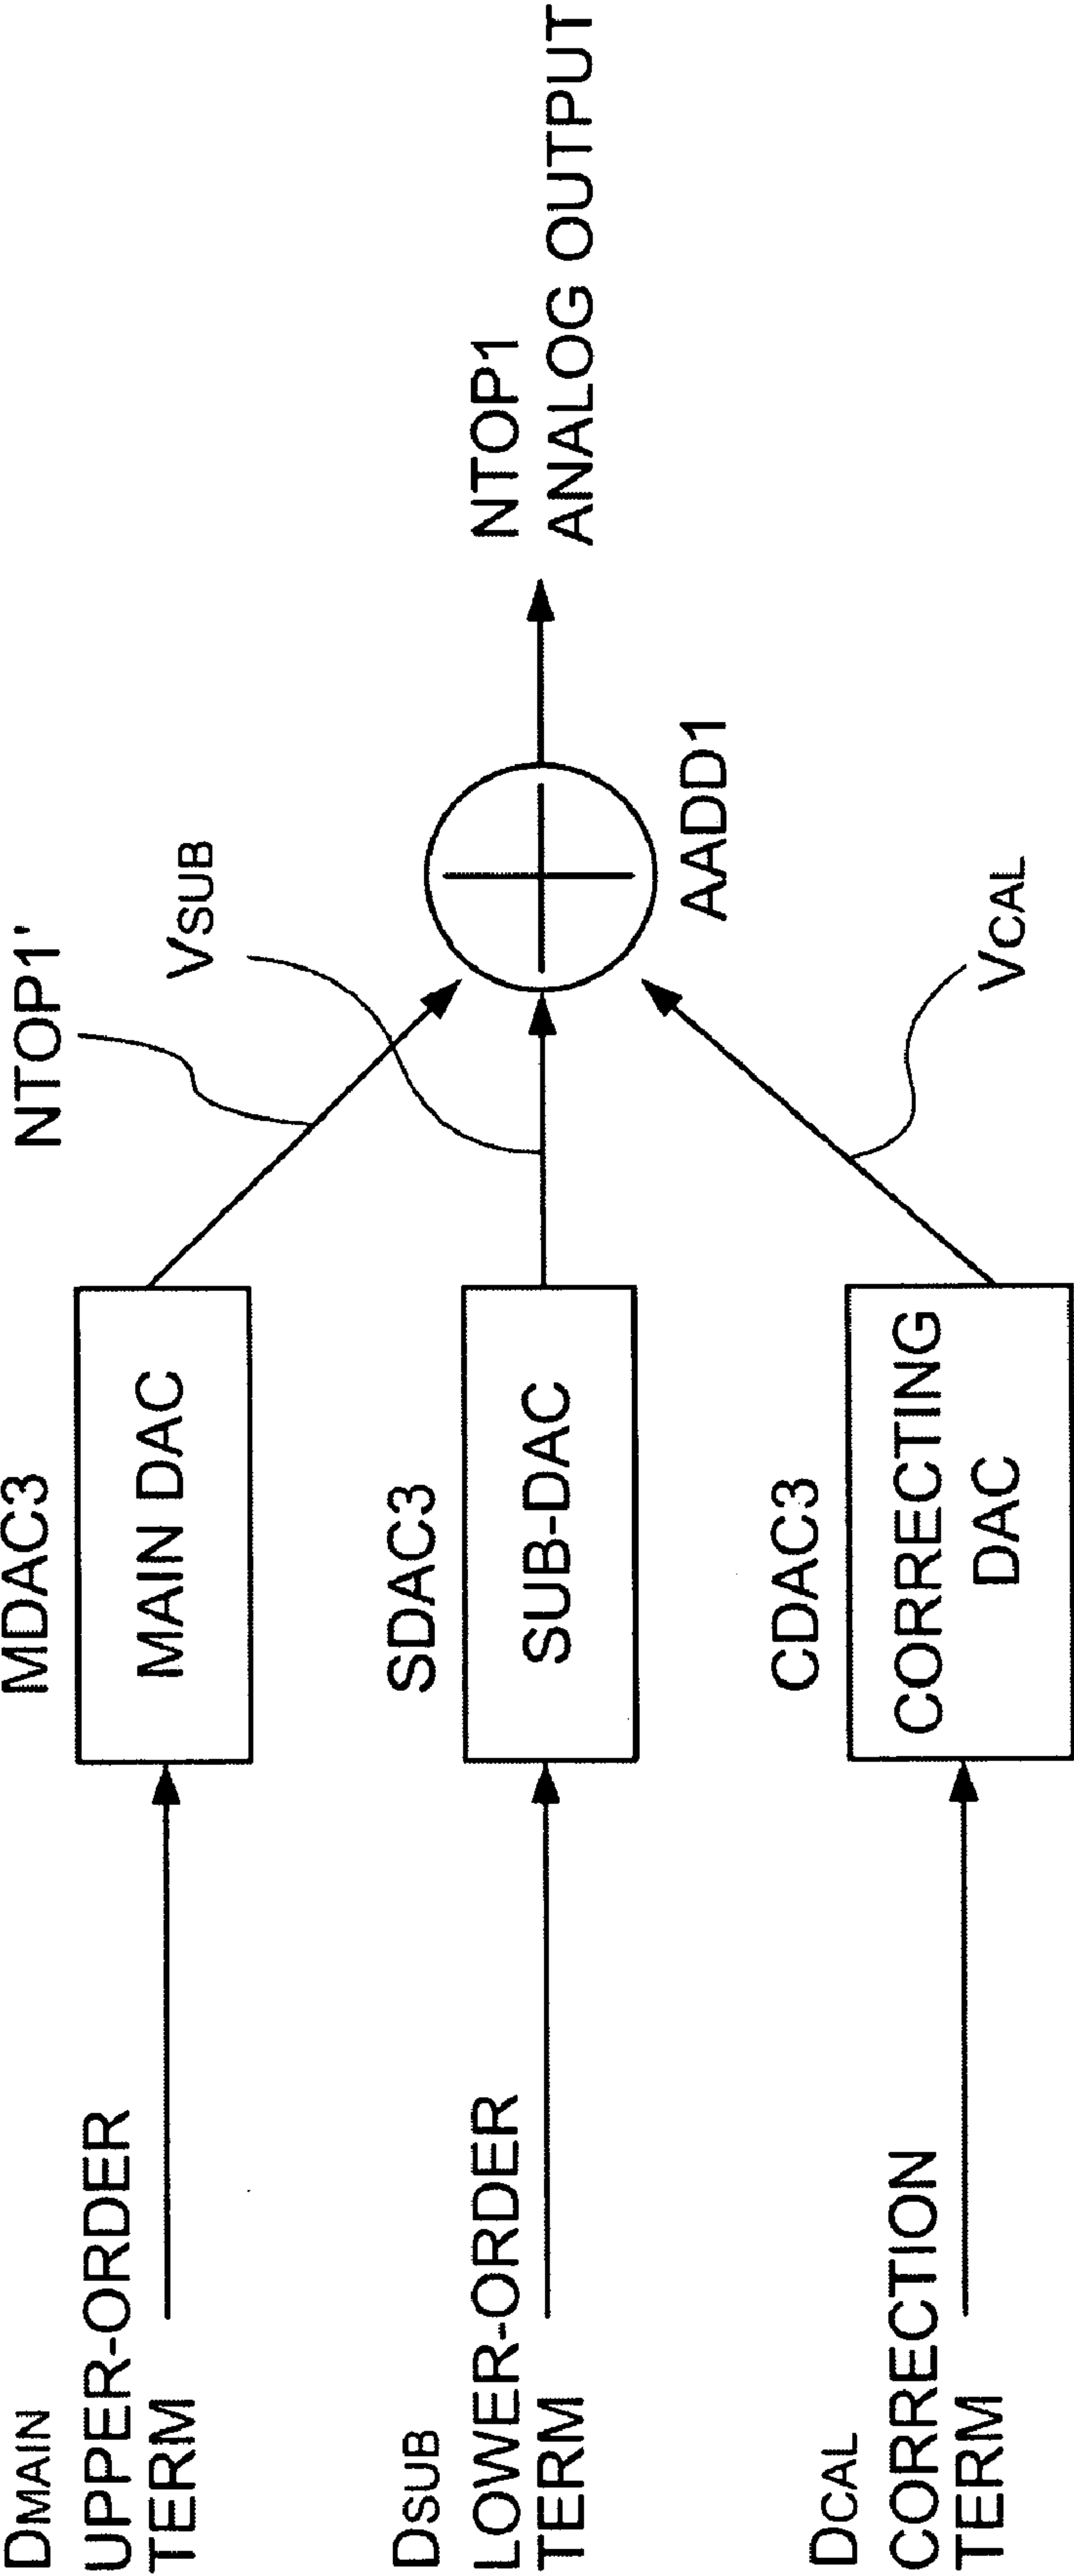 DMAIN
UPPER-ORDER
TERM
MDAC3
MAIN DAC
NTOP1'
DSUB
LOWER-ORDER
TERM
SDAC3
SUB-DAC
VSUB
DCAL
CORRECTION
TERM
CDAC3
CORRECTING
DAC
VCAL
AADD1
NTOP1
ANALOG OUTPUT